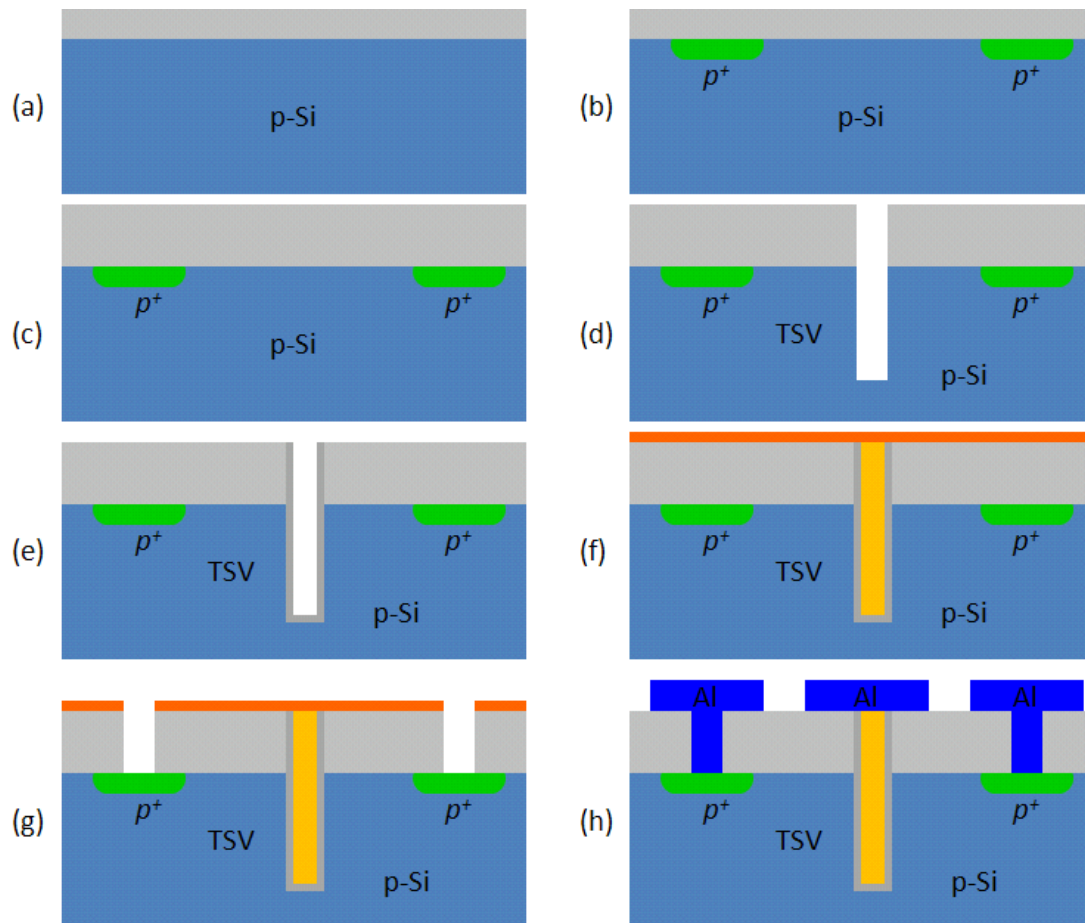 (a)
p-Si
(b)
p+
p+
p-Si
(c)
p+
p+
p-Si
(d)
p+
p+
TSV
p-Si
(e)
p+
p+
TSV
p-Si
(f)
p+
p+
TSV
p-Si
(g)
p+
p+
TSV
p-Si
(h)
Al
Al
Al
p+
p+
TSV
p-Si